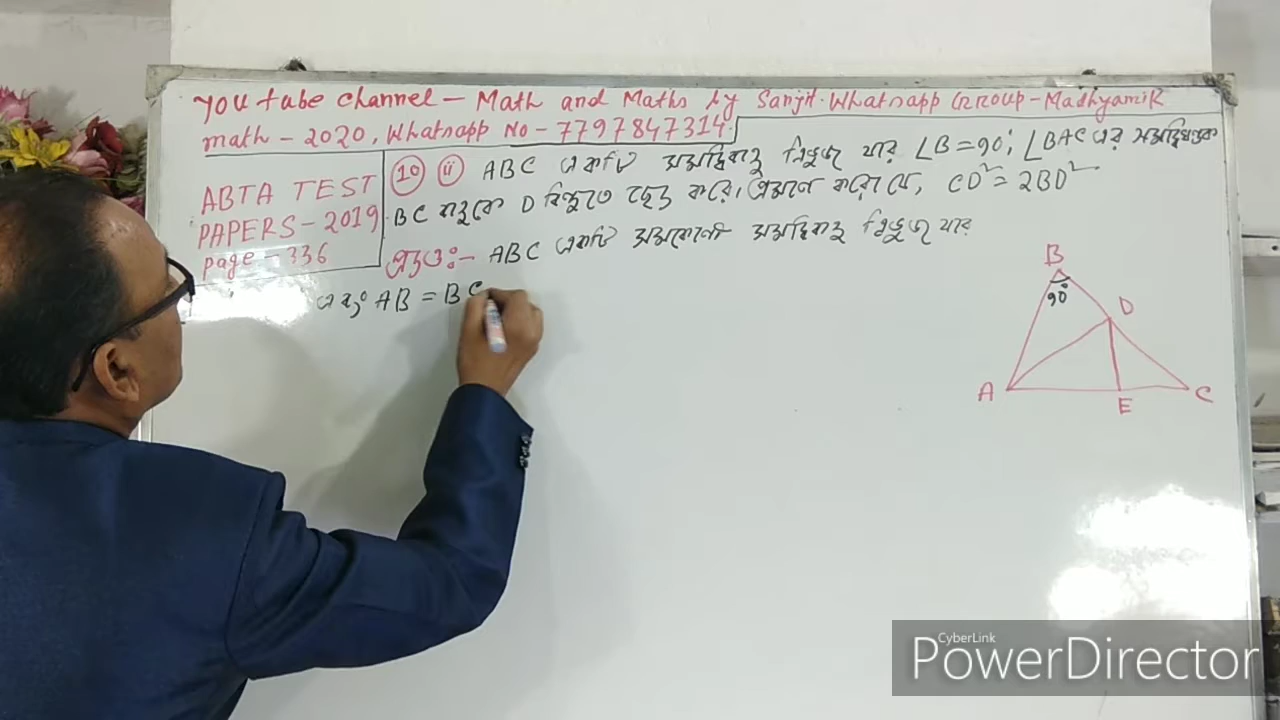 YOU tube channel - Math and Maths by Sanjit. Whatsapp GROUP - Madhyamik
math - 2020, Whatsapp No - 7797847314.
ABTA TEST
PAPERS - 2019
page - 336
10 ii ABC একটি সমদ্বিবাহু ত্রিভুজ যার ∠B = 90°, ∠BAC এর সমদ্বিখণ্ডক
BC বাহুকে D বিন্দুতে ছেদ করে। প্রমাণ করো যে, CD² = 2BD²
প্রদত্তঃ- ABC একটি সমকোণী সমদ্বিবাহু ত্রিভুজ যার
এবং AB = BC
B
90°
D
A
E
C
CyberLink
PowerDirector